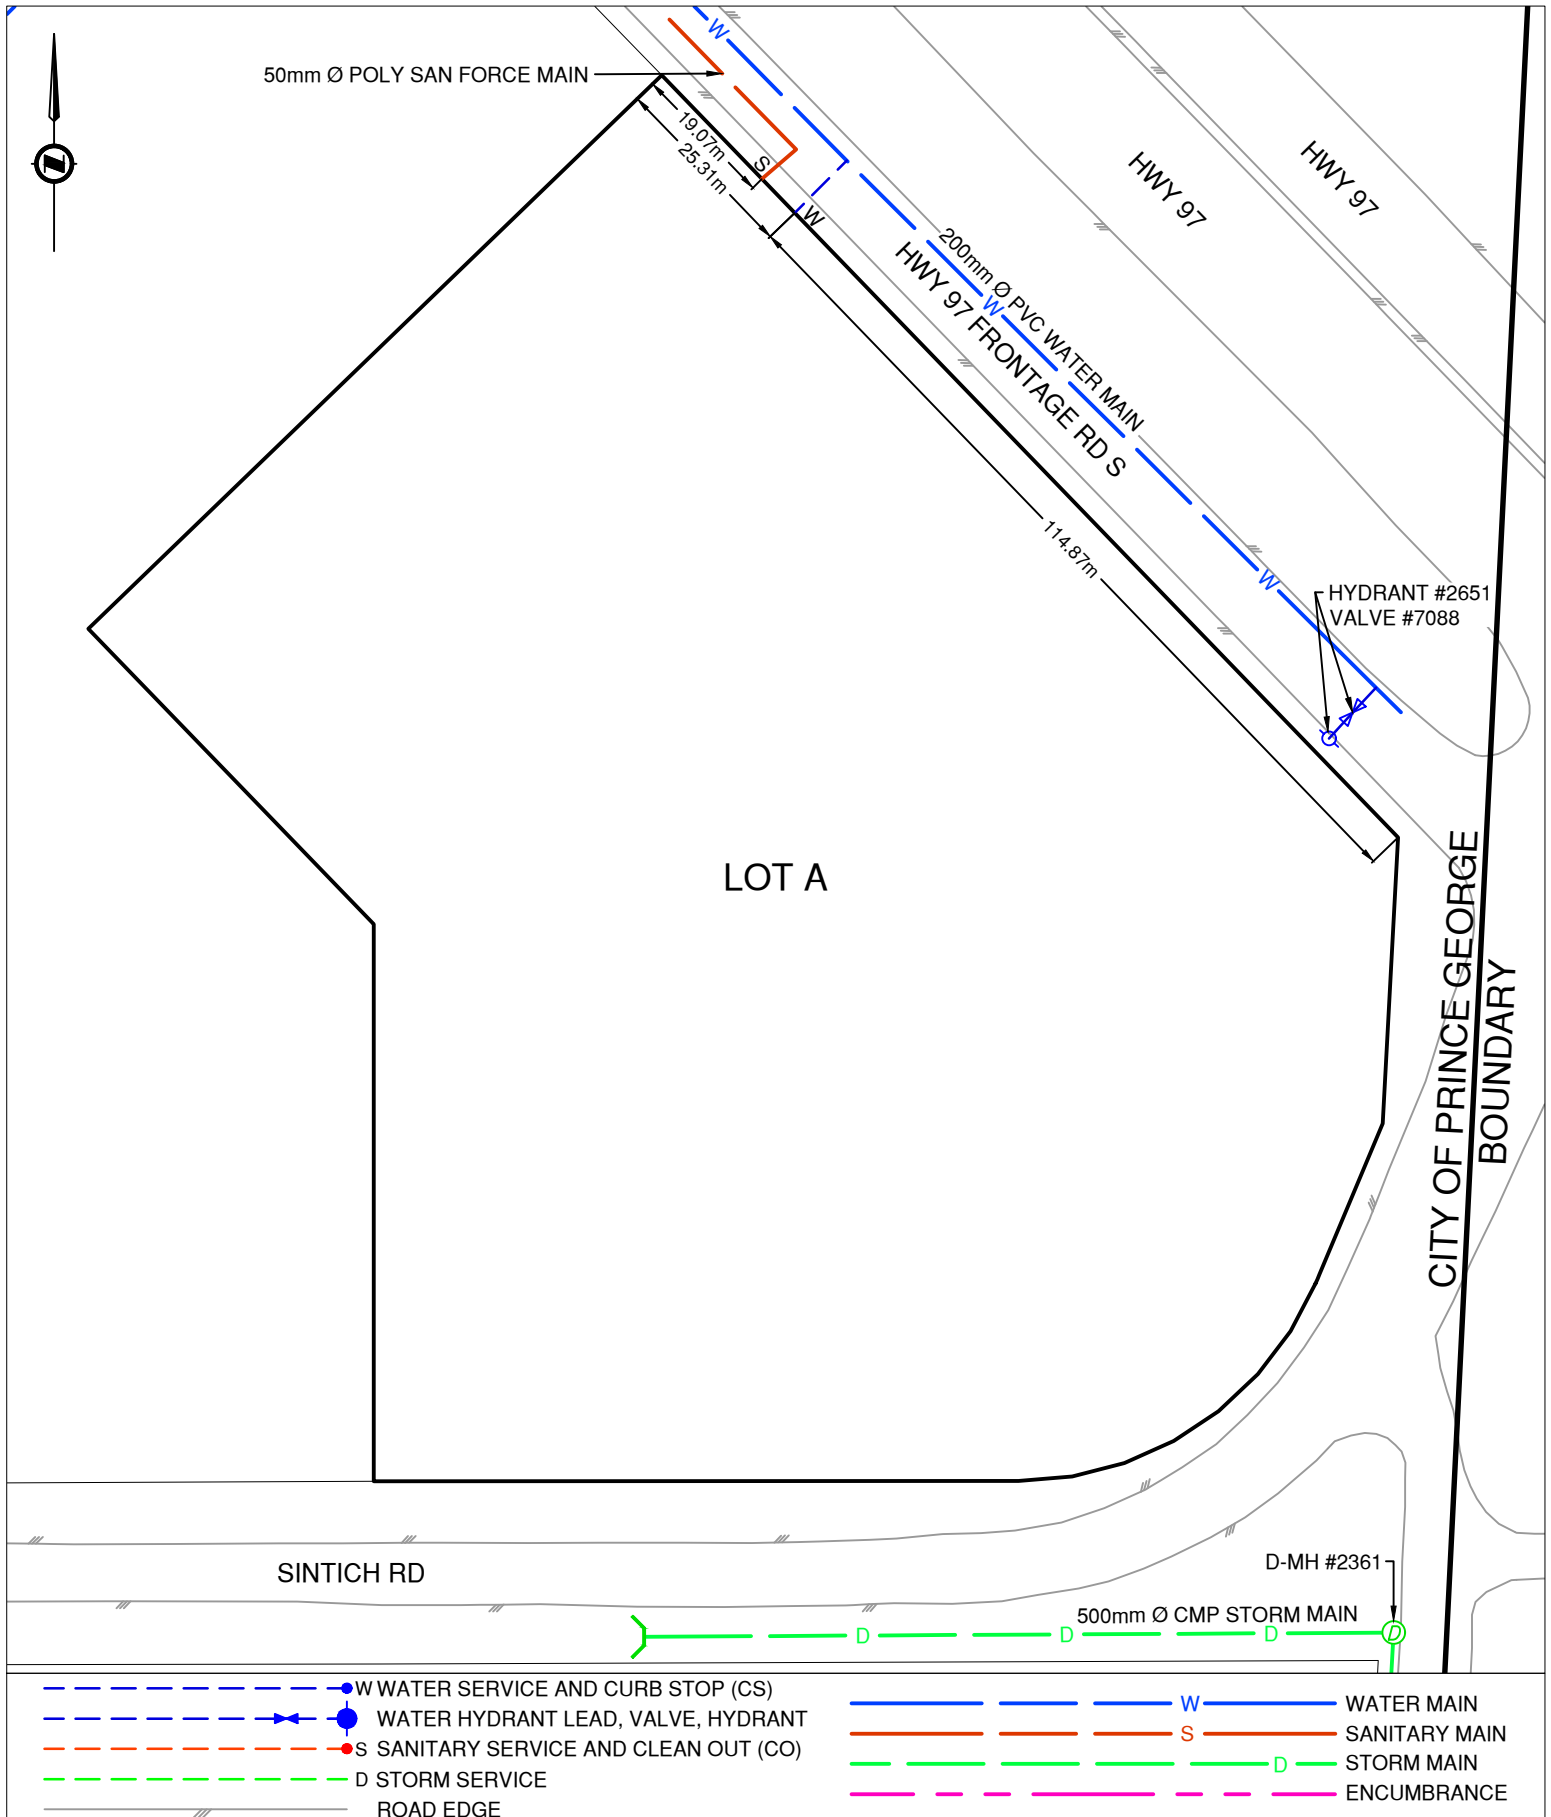 50mm Ø POLY SAN FORCE MAIN
W
19.07m
25.31m
S
W
HWY 97
HWY 97
200mm Ø PVC WATER MAIN
W
HWY 97 FRONTAGE RD S
114.87m
W
HYDRANT #2651
VALVE #7088
LOT A
CITY OF PRINCE GEORGE
BOUNDARY
SINTICH RD
D-MH #2361
500mm Ø CMP STORM MAIN
D D D D
W WATER SERVICE AND CURB STOP (CS)
WATER HYDRANT LEAD, VALVE, HYDRANT
S SANITARY SERVICE AND CLEAN OUT (CO)
D STORM SERVICE
ROAD EDGE
W WATER MAIN
S SANITARY MAIN
D STORM MAIN
ENCUMBRANCE